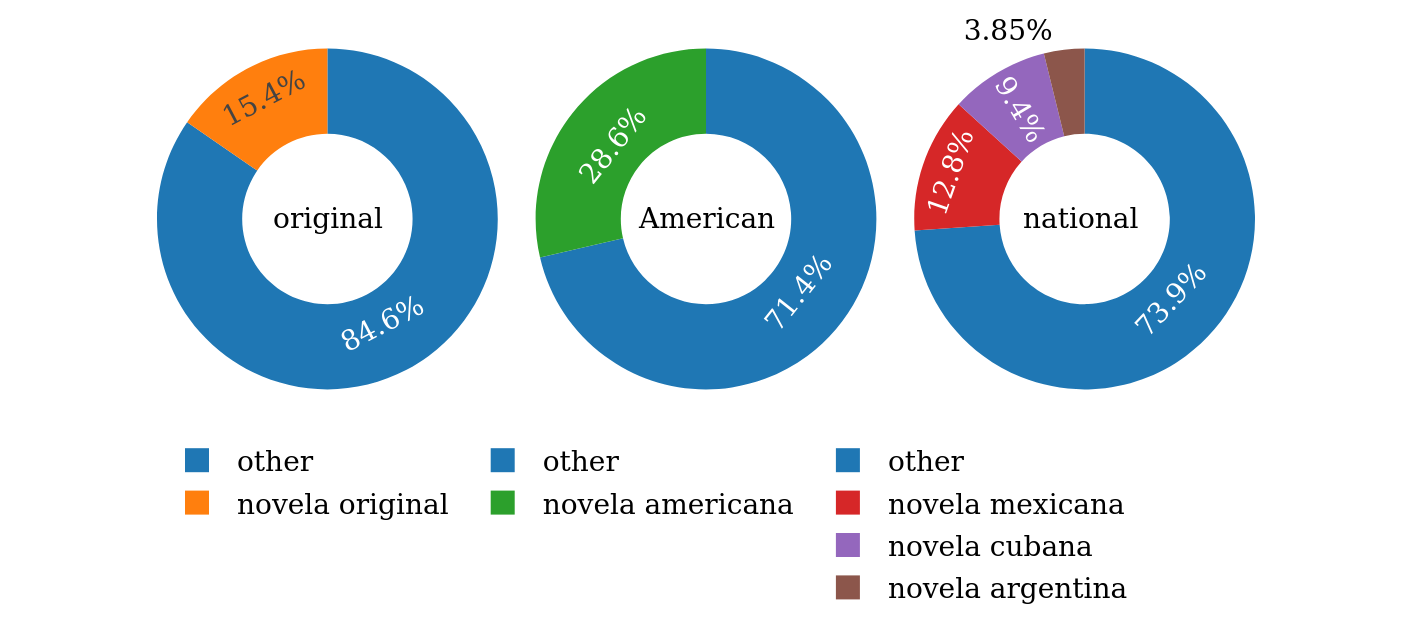 3.85%
15.4%
28.6%
12.8%
9.4%
original
American
national
84.6%
71.4%
73.9%
other
novela original
other
novela americana
other
novela mexicana
novela cubana
novela argentina